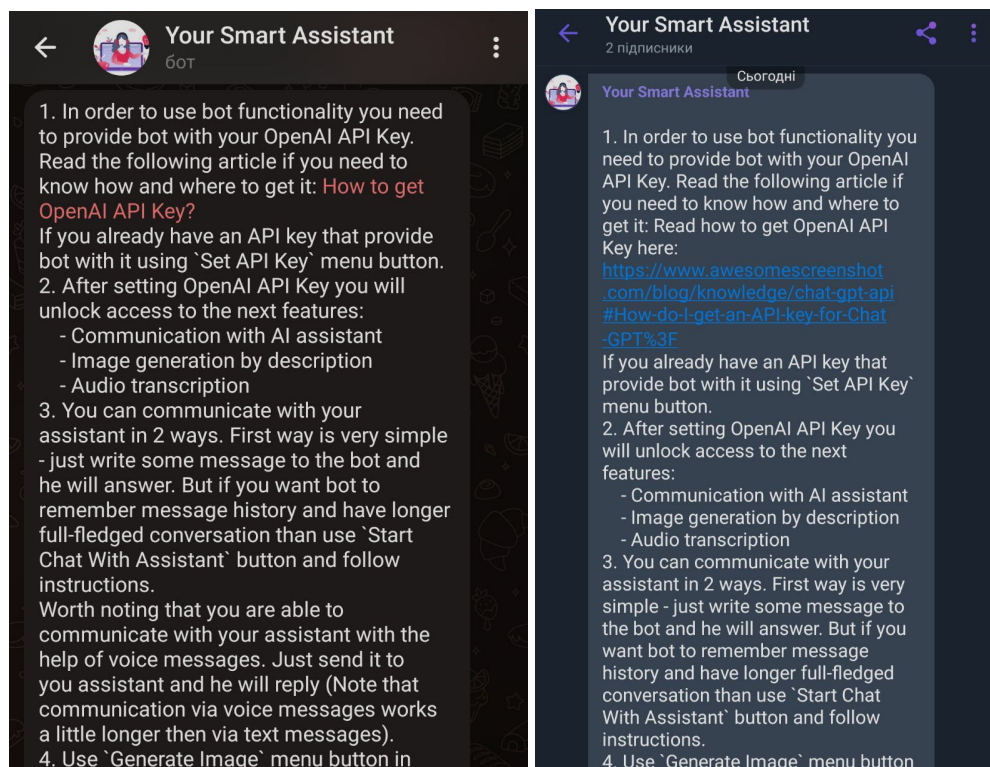 Your Smart Assistant
бот
1. In order to use bot functionality you need
to provide bot with your OpenAI API Key.
Read the following article if you need to
know how and where to get it: How to get
OpenAI API Key?
If you already have an API key that provide
bot with it using `Set API Key` menu button.
2. After setting OpenAI API Key you will
unlock access to the next features:
- Communication with AI assistant
- Image generation by description
- Audio transcription
3. You can communicate with your
assistant in 2 ways. First way is very simple
- just write some message to the bot and
he will answer. But if you want bot to
remember message history and have longer
full-fledged conversation than use `Start
Chat With Assistant` button and follow
instructions.
Worth noting that you are able to
communicate with your assistant with the
help of voice messages. Just send it to
you assistant and he will reply (Note that
communication via voice messages works
a little longer then via text messages).
4. Use `Generate Image` menu button in
Your Smart Assistant
2 підписники
Сьогодні
Your Smart Assistant
1. In order to use bot functionality you
need to provide bot with your OpenAI
API Key. Read the following article if
you need to know how and where to
get it: Read how to get OpenAI API
Key here:
https://www.awesomescreenshot
.com/blog/knowledge/chat-gpt-api
#How-do-I-get-an-API-key-for-Chat
-GPT%3F
If you already have an API key that
provide bot with it using `Set API Key`
menu button.
2. After setting OpenAI API Key you
will unlock access to the next
features:
- Communication with AI assistant
- Image generation by description
- Audio transcription
3. You can communicate with your
assistant in 2 ways. First way is very
simple - just write some message to
the bot and he will answer. But if you
want bot to remember message
history and have longer full-fledged
conversation than use `Start Chat
With Assistant` button and follow
instructions.
4. Use `Generate Image` menu button